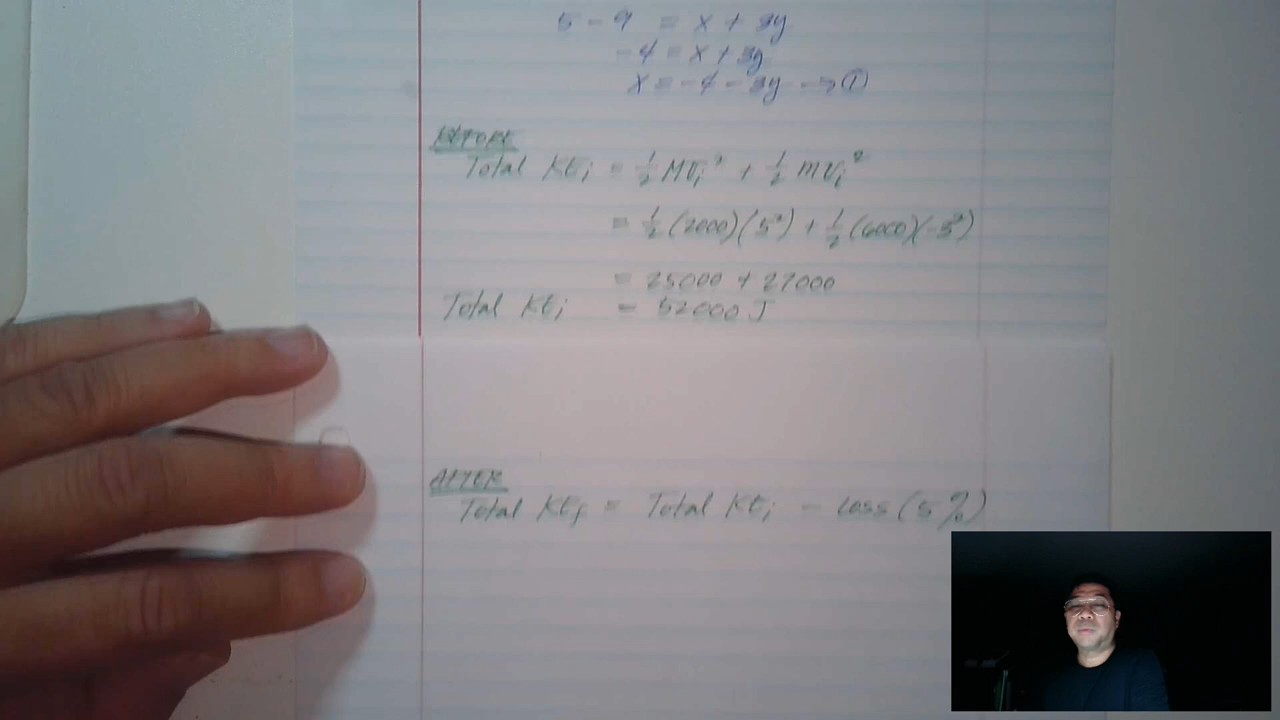 5 - 9 = x + 3y
-4 = x + 3y
x = -4 - 3y → ①
BEFORE
Total KEi = 1/2 MVi² + 1/2 mvi²
= 1/2 (2000)(5²) + 1/2 (6000)(-3²)
= 25000 + 27000
Total KEi = 52000 J
AFTER
Total KEf = Total KEi - Loss (5%)